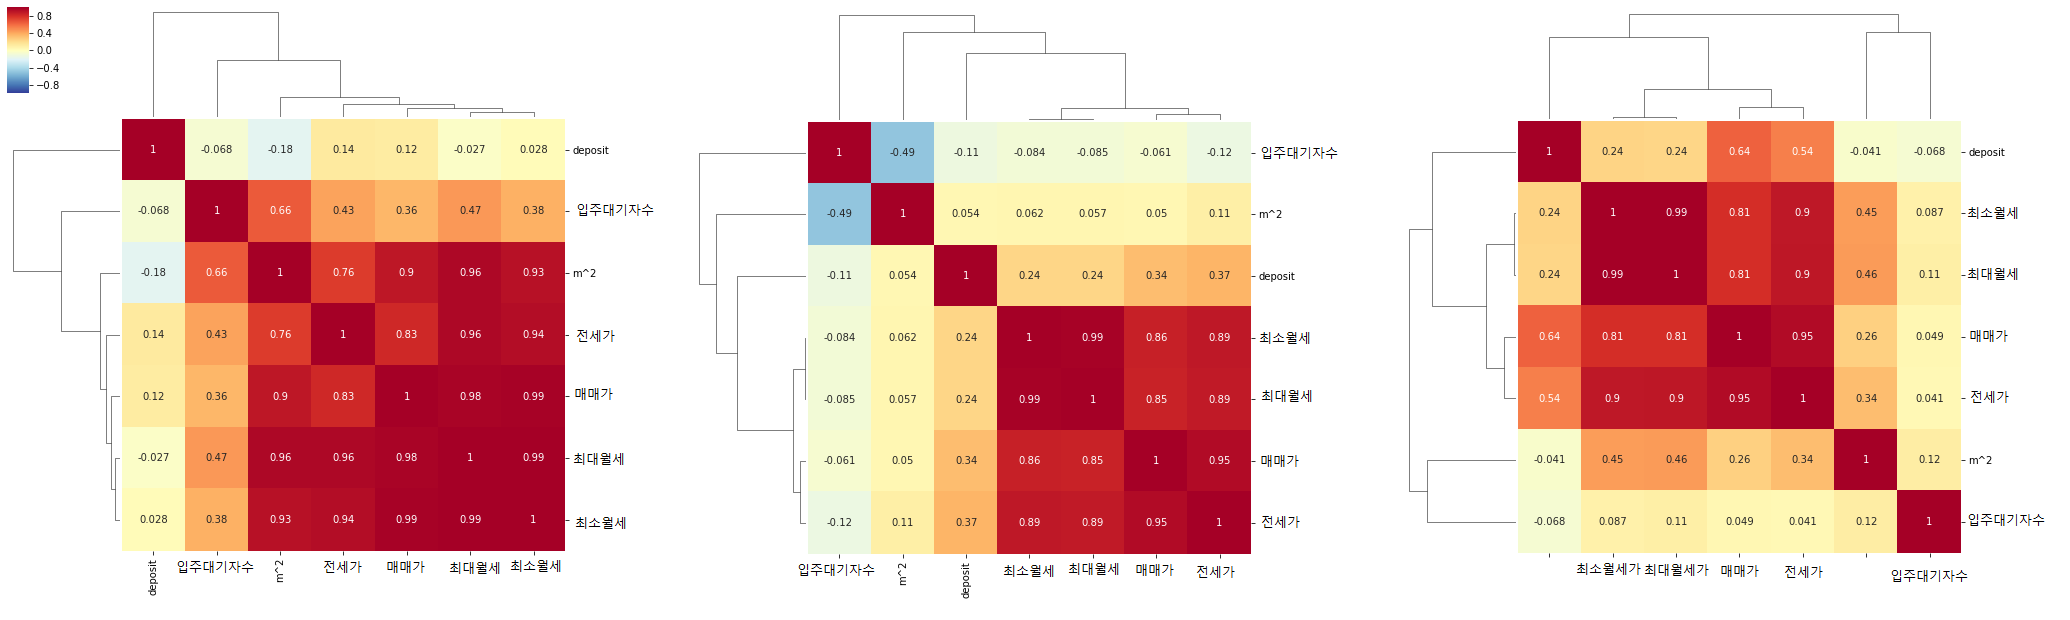 0.8
0.4
0.0
−0.4
−0.8
1 -0.068 -0.18 0.14 0.12 -0.027 0.028 deposit
-0.068 1 0.66 0.43 0.36 0.47 0.38 입주대기자수
-0.18 0.66 1 0.76 0.9 0.96 0.93 m^2
0.14 0.43 0.76 1 0.83 0.96 0.94 전세가
0.12 0.36 0.9 0.83 1 0.98 0.99 매매가
-0.027 0.47 0.96 0.96 0.98 1 0.99 최대월세
0.028 0.38 0.93 0.94 0.99 0.99 1 최소월세
deposit 입주대기자수 m^2 전세가 매매가 최대월세 최소월세
1 -0.49 -0.11 -0.084 -0.085 -0.061 -0.12 입주대기자수
-0.49 1 0.054 0.062 0.057 0.05 0.11 m^2
-0.11 0.054 1 0.24 0.24 0.34 0.37 deposit
-0.084 0.062 0.24 1 0.99 0.86 0.89 최소월세
-0.085 0.057 0.24 0.99 1 0.85 0.89 최대월세
-0.061 0.05 0.34 0.86 0.85 1 0.95 매매가
-0.12 0.11 0.37 0.89 0.89 0.95 1 전세가
입주대기자수 m^2 deposit 최소월세 최대월세 매매가 전세가
1 0.24 0.24 0.64 0.54 -0.041 -0.068 deposit
0.24 1 0.99 0.81 0.9 0.45 0.087 최소월세
0.24 0.99 1 0.81 0.9 0.46 0.11 최대월세
0.64 0.81 0.81 1 0.95 0.26 0.049 매매가
0.54 0.9 0.9 0.95 1 0.34 0.041 전세가
-0.041 0.45 0.46 0.26 0.34 1 0.12 m^2
-0.068 0.087 0.11 0.049 0.041 0.12 1 입주대기자수
최소월세가 최대월세가 매매가 전세가 입주대기자수